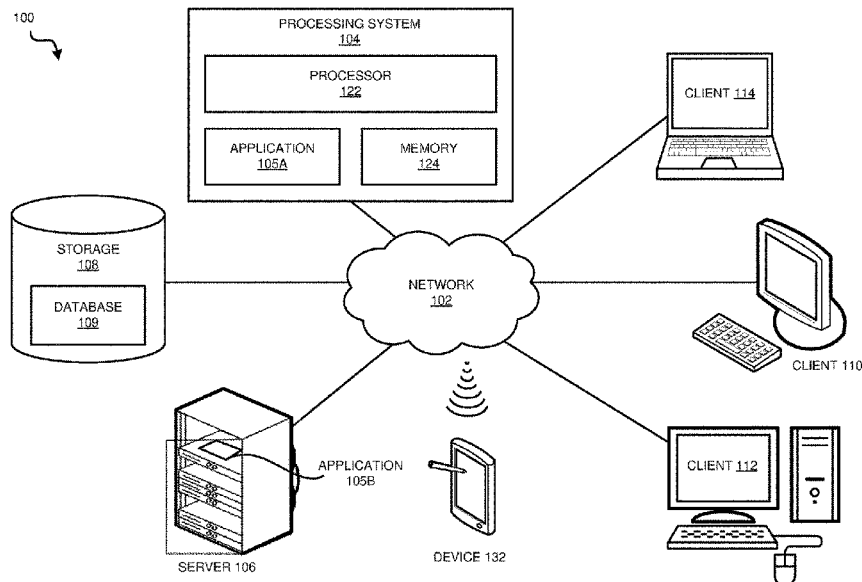 100
PROCESSING SYSTEM
104
PROCESSOR
122
APPLICATION
105A
MEMORY
124
CLIENT 114
STORAGE
108
DATABASE
109
NETWORK
102
CLIENT 110
APPLICATION
105B
SERVER 106
DEVICE 132
CLIENT 112